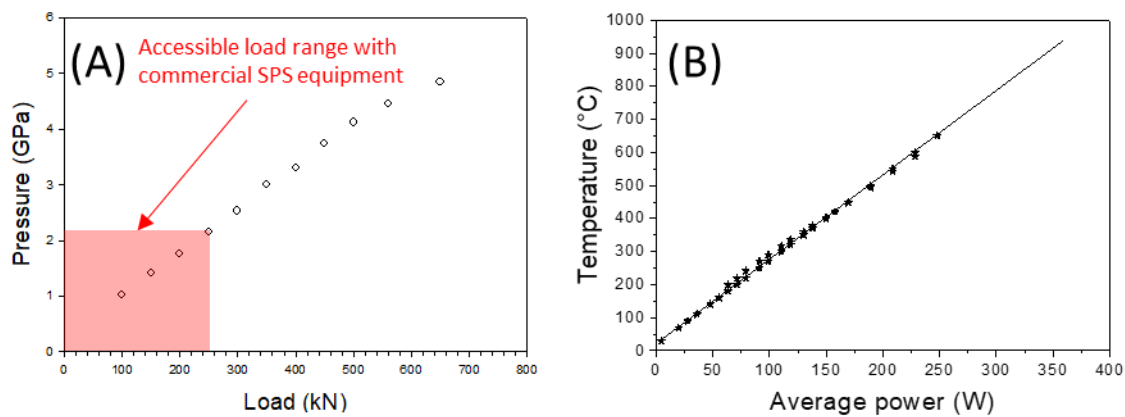 (A)
Accessible load range with
commercial SPS equipment
Pressure (GPa)
6
5
4
3
2
1
0
0 100 200 300 400 500 600 700 800
Load (kN)
(B)
Temperature (°C)
1000
900
800
700
600
500
400
300
200
100
0
0 50 100 150 200 250 300 350 400
Average power (W)